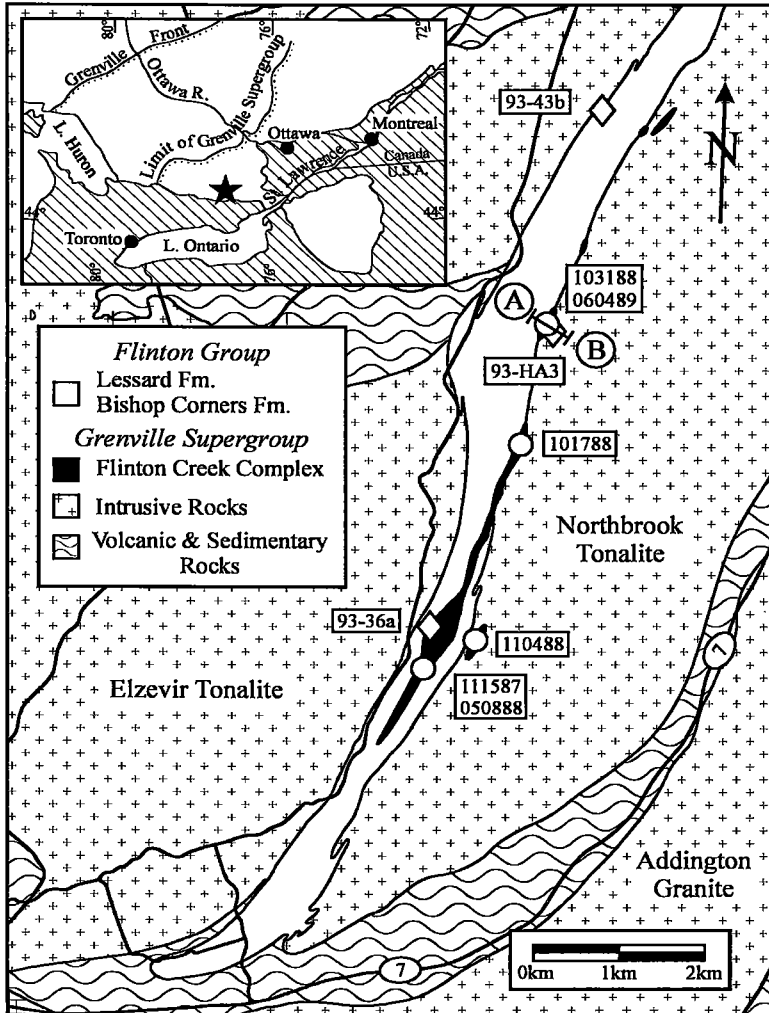 80°
76°
72°
Grenville Front
Ottawa R.
Limit of Grenville Supergroup
L. Huron
Ottawa
Montreal
St. Lawrence
Canada
U.S.A.
44°
44°
Toronto
L. Ontario
80°
76°
93-43b
N
103188
060489
A
B
93-HA3
Flinton Group
Lessard Fm.
Bishop Corners Fm.
Grenville Supergroup
Flinton Creek Complex
Intrusive Rocks
Volcanic & Sedimentary
Rocks
101788
Northbrook
Tonalite
93-36a
110488
7
Elzevir Tonalite
111587
050888
Addington
Granite
7
0km 1km 2km